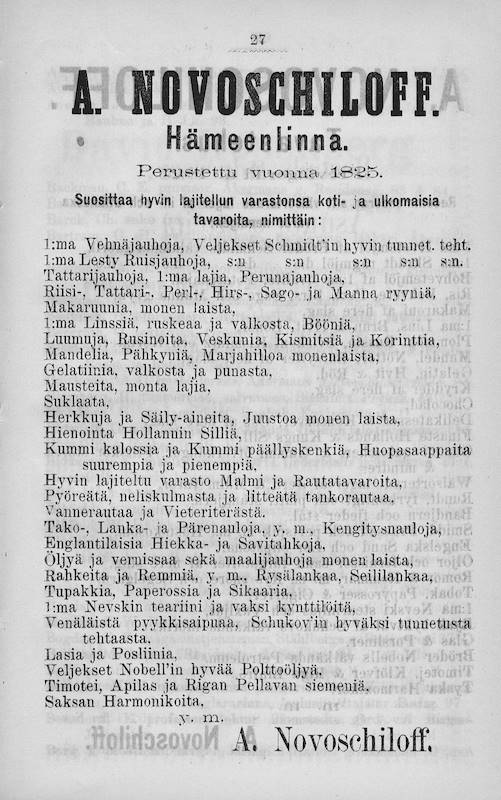 27
A. NOVOSCHILOFF.
Hämeenlinna.
Perustettu vuonna 1825.
Suosittaa hyvin lajitellun varastonsa koti- ja ulkomaisia
tavaroita, nimittäin:
1:ma Vehnäjauhoja, Veljekset Schmidt'in hyvin tunnet. teht.
1:ma Lesty Ruisjauhoja, s:n s:n s:n s:n s:n.
Tattarijauhoja, 1:ma lajia, Perunajauhoja,
Riisi-, Tattari-, Perl-, Hirs-, Sago- ja Manna ryyniä,
Makaruunia, monen laista,
1:ma Linssiä, ruskeaa ja valkosta, Bööniä,
Luumuja, Rusinoita, Veskunia, Kismitsiä ja Korinttia,
Mandelia, Pähkyniä, Marjahilloa monenlaista,
Gelatiinia, valkosta ja punasta,
Mausteita, monta lajia,
Suklaata,
Herkkuja ja Säily-aineita, Juustoa monen laista,
Hienointa Hollannin Silliä,
Kummi kalossia ja Kummi päällyskenkiä, Huopasaappaita
suurempia ja pienempiä.
Hyvin lajiteltu varasto Malmi ja Rautatavaroita,
Pyöreätä, neliskulmasta ja litteätä tankorautaa,
Vannerautaa ja Vieteriterästä.
Tako-, Lanka- ja Pärenauloja, y. m., Kengitysnauloja,
Englantilaisia Hiekka- ja Savitahkoja,
Öljyä ja vernissaa sekä maalijauhoja monen laista,
Rahkeita ja Remmiä, y. m., Rysälankaa, Seililankaa,
Tupakkia, Paperossia ja Sikaaria,
1:ma Nevskin teariini ja vaksi kynttilöitä,
Venäläistä pyykkisaipuaa, Schukov'in hyväksi tunnetusta
tehtaasta,
Lasia ja Posliinia,
Veljekset Nobell'in hyvää Polttoöljyä,
Timotei, Apilas ja Rigan Pellavan siemeniä,
Saksan Harmonikoita,
y. m.
A. Novoschiloff.